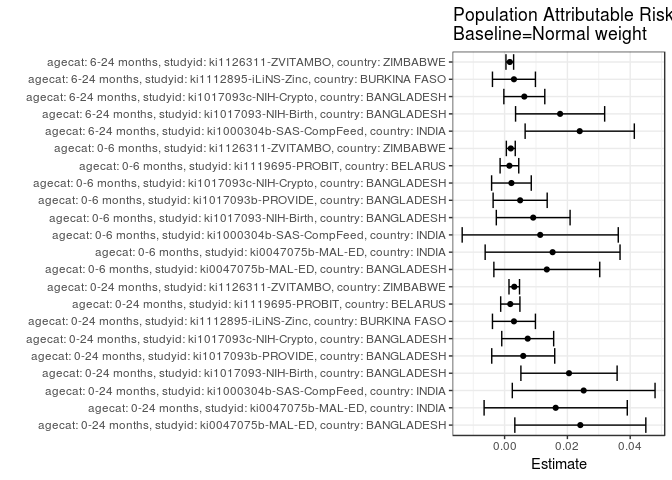 Population Attributable Risk
Baseline=Normal weight
agecat: 6-24 months, studyid: ki1126311-ZVITAMBO, country: ZIMBABWE
agecat: 6-24 months, studyid: ki1112895-iLiNS-Zinc, country: BURKINA FASO
agecat: 6-24 months, studyid: ki1017093c-NIH-Crypto, country: BANGLADESH
agecat: 6-24 months, studyid: ki1017093-NIH-Birth, country: BANGLADESH
agecat: 6-24 months, studyid: ki1000304b-SAS-CompFeed, country: INDIA
agecat: 0-6 months, studyid: ki1126311-ZVITAMBO, country: ZIMBABWE
agecat: 0-6 months, studyid: ki1119695-PROBIT, country: BELARUS
agecat: 0-6 months, studyid: ki1017093c-NIH-Crypto, country: BANGLADESH
agecat: 0-6 months, studyid: ki1017093b-PROVIDE, country: BANGLADESH
agecat: 0-6 months, studyid: ki1017093-NIH-Birth, country: BANGLADESH
agecat: 0-6 months, studyid: ki1000304b-SAS-CompFeed, country: INDIA
agecat: 0-6 months, studyid: ki0047075b-MAL-ED, country: INDIA
agecat: 0-6 months, studyid: ki0047075b-MAL-ED, country: BANGLADESH
agecat: 0-24 months, studyid: ki1126311-ZVITAMBO, country: ZIMBABWE
agecat: 0-24 months, studyid: ki1119695-PROBIT, country: BELARUS
agecat: 0-24 months, studyid: ki1112895-iLiNS-Zinc, country: BURKINA FASO
agecat: 0-24 months, studyid: ki1017093c-NIH-Crypto, country: BANGLADESH
agecat: 0-24 months, studyid: ki1017093b-PROVIDE, country: BANGLADESH
agecat: 0-24 months, studyid: ki1017093-NIH-Birth, country: BANGLADESH
agecat: 0-24 months, studyid: ki1000304b-SAS-CompFeed, country: INDIA
agecat: 0-24 months, studyid: ki0047075b-MAL-ED, country: INDIA
agecat: 0-24 months, studyid: ki0047075b-MAL-ED, country: BANGLADESH
0.00 0.02 0.04
Estimate